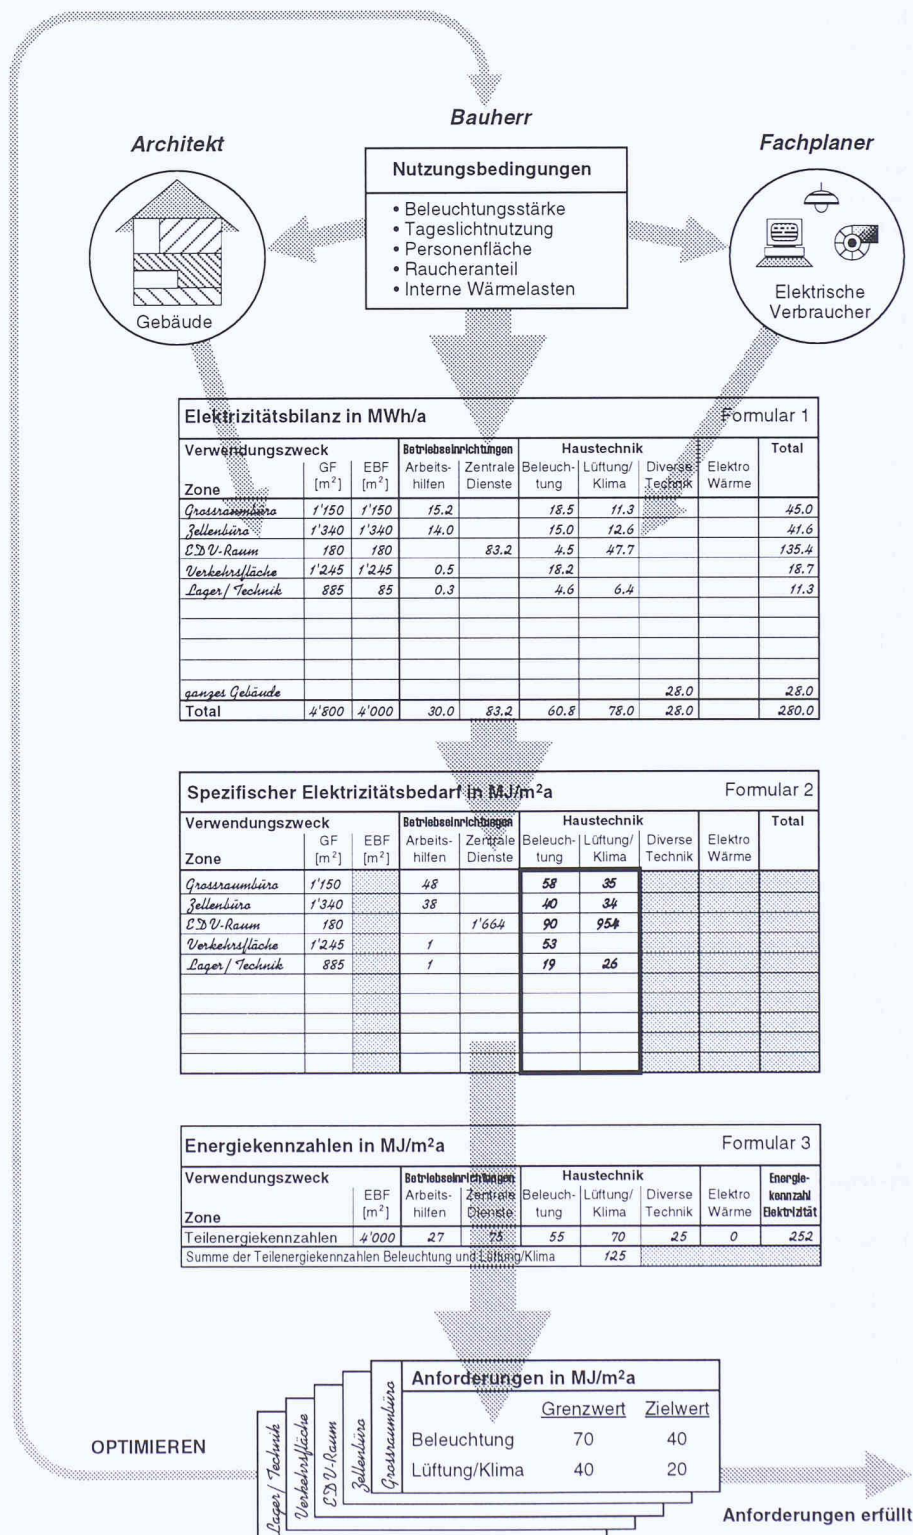 Bauherr
Architekt
Fachplaner
Nutzungsbedingungen
• Beleuchtungsstärke
• Tageslichtnutzung
• Personenfläche
• Raucheranteil
• Interne Wärmelasten
Gebäude
Elektrische
Verbraucher
Elektrizitätsbilanz in MWh/a Formular 1
Verwendungszweck Betriebseinrichtungen Haustechnik Total
GF EBF Arbeits- Zentrale Beleuch- Lüftung/ Diverse Elektro
Zone [m²] [m²] hilfen Dienste tung Klima Technik Wärme
Grossraumbüro 1'150 1'150 15.2 18.5 11.3 45.0
Zellenbüro 1'340 1'340 14.0 15.0 12.6 41.6
EDV-Raum 180 180 83.2 4.5 47.7 135.4
Verkehrsfläche 1'245 1'245 0.5 18.2 18.7
Lager/Technik 885 85 0.3 4.6 6.4 11.3
ganzes Gebäude 28.0 28.0
Total 4'800 4'000 30.0 83.2 60.8 78.0 28.0 280.0
Spezifischer Elektrizitätsbedarf in MJ/m²a Formular 2
Verwendungszweck Betriebseinrichtungen Haustechnik Total
GF EBF Arbeits- Zentrale Beleuch- Lüftung/ Diverse Elektro
Zone [m²] [m²] hilfen Dienste tung Klima Technik Wärme
Grossraumbüro 1'150 48 58 35
Zellenbüro 1'340 38 40 34
EDV-Raum 180 1'664 90 954
Verkehrsfläche 1'245 1 53
Lager/Technik 885 1 19 26
Energiekennzahlen in MJ/m²a Formular 3
Verwendungszweck Betriebseinrichtungen Haustechnik Energie-
EBF Arbeits- Zentrale Beleuch- Lüftung/ Diverse Elektro kennzahl
Zone [m²] hilfen Dienste tung Klima Technik Wärme Elektrizität
Teilenergiekennzahlen 4'000 27 75 55 70 25 0 252
Summe der Teilenergiekennzahlen Beleuchtung und Lüftung/Klima 125
Anforderungen in MJ/m²a
Grenzwert Zielwert
Beleuchtung 70 40
Lüftung/Klima 40 20
Grossraumbüro
Zellenbüro
EDV-Raum
Verkehrsfläche
Lager/Technik
OPTIMIEREN
Anforderungen erfüllt